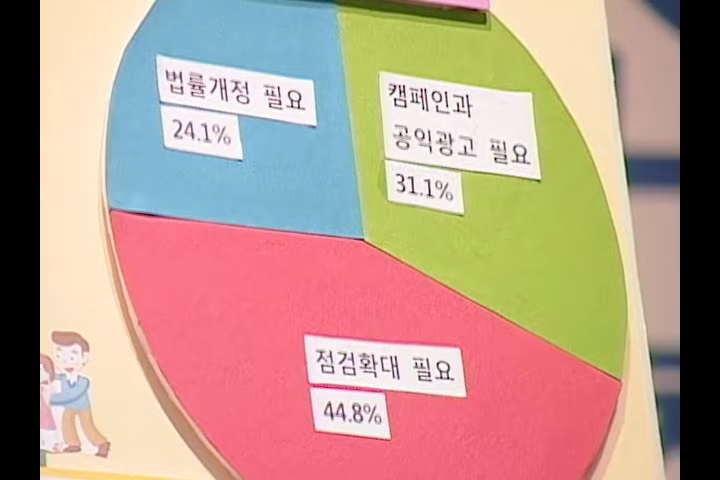 법률개정 필요
24.1%
캠페인과
공익광고 필요
31.1%
점검확대 필요
44.8%